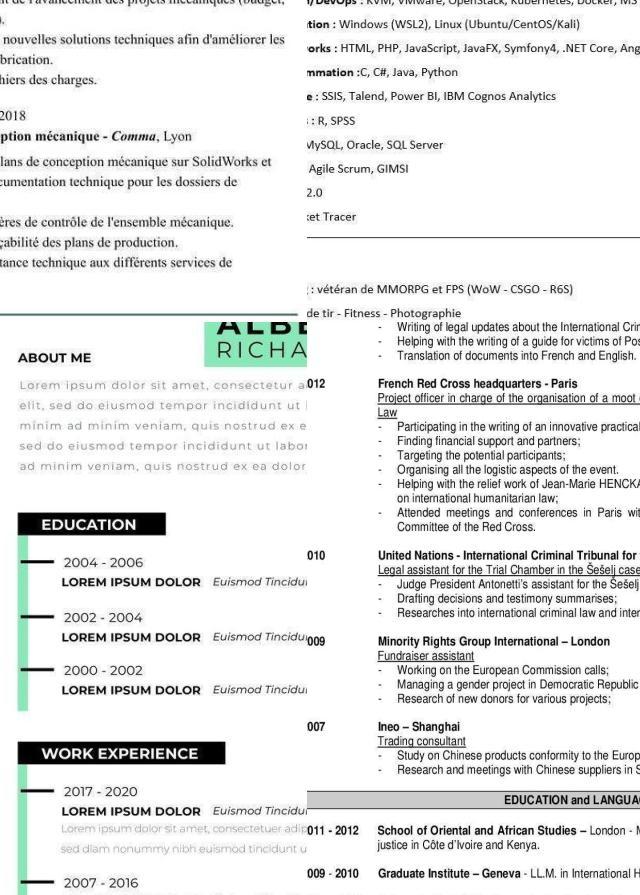 de l'avancement des projets mécaniques (budget,
).
nouvelles solutions techniques afin d'améliorer les
brication.
hiers des charges.
2018
ption mécanique - Comma, Lyon
lans de conception mécanique sur SolidWorks et
cumentation technique pour les dossiers de
ères de contrôle de l'ensemble mécanique.
çabilité des plans de production.
tance technique aux différents services de
/DevOps : KVM, VMware, OpenStack, Kubernetes, Docker, MS
tion : Windows (WSL2), Linux (Ubuntu/CentOS/Kali)
orks : HTML, PHP, JavaScript, JavaFX, Symfony4, .NET Core, Ang
mmation :C, C#, Java, Python
e : SSIS, Talend, Power BI, IBM Cognos Analytics
: R, SPSS
MySQL, Oracle, SQL Server
Agile Scrum, GIMSI
2.0
ket Tracer
: vétéran de MMORPG et FPS (WoW - CSGO - R6S)
de tir - Fitness - Photographie
ALBE
RICHA
ABOUT ME
Lorem ipsum dolor sit amet, consectetur a
elit, sed do eiusmod tempor incididunt ut l
minim ad minim veniam, quis nostrud ex e
sed do eiusmod tempor incididunt ut labor
ad minim veniam, quis nostrud ex ea dolor
EDUCATION
2004 - 2006
LOREM IPSUM DOLOR Euismod Tincidu
2002 - 2004
LOREM IPSUM DOLOR Euismod Tincidu
2000 - 2002
LOREM IPSUM DOLOR Euismod Tincidu
WORK EXPERIENCE
2017 - 2020
LOREM IPSUM DOLOR Euismod Tincidu
Lorem ipsum dolor sit amet, consectetuer adip
sed diam nonummy nibh euismod tincidunt u
2007 - 2016
- Writing of legal updates about the International Crim
- Helping with the writing of a guide for victims of Pos
- Translation of documents into French and English.
012 French Red Cross headquarters - Paris
Project officer in charge of the organisation of a moot c
Law
- Participating in the writing of an innovative practical
- Finding financial support and partners;
- Targeting the potential participants;
- Organising all the logistic aspects of the event.
- Helping with the relief work of Jean-Marie HENCKA
on international humanitarian law;
- Attended meetings and conferences in Paris wit
Committee of the Red Cross.
010 United Nations - International Criminal Tribunal for
Legal assistant for the Trial Chamber in the Šešelj case
- Judge President Antonetti's assistant for the Šešelj
- Drafting decisions and testimony summarises;
- Researches into international criminal law and inter
009 Minority Rights Group International – London
Fundraiser assistant
- Working on the European Commission calls;
- Managing a gender project in Democratic Republic
- Research of new donors for various projects;
007 Ineo – Shanghai
Trading consultant
- Study on Chinese products conformity to the Europ
- Research and meetings with Chinese suppliers in S
EDUCATION and LANGUA
011 - 2012 School of Oriental and African Studies – London - M
justice in Côte d'Ivoire and Kenya.
009 - 2010 Graduate Institute – Geneva - LL.M. in International H